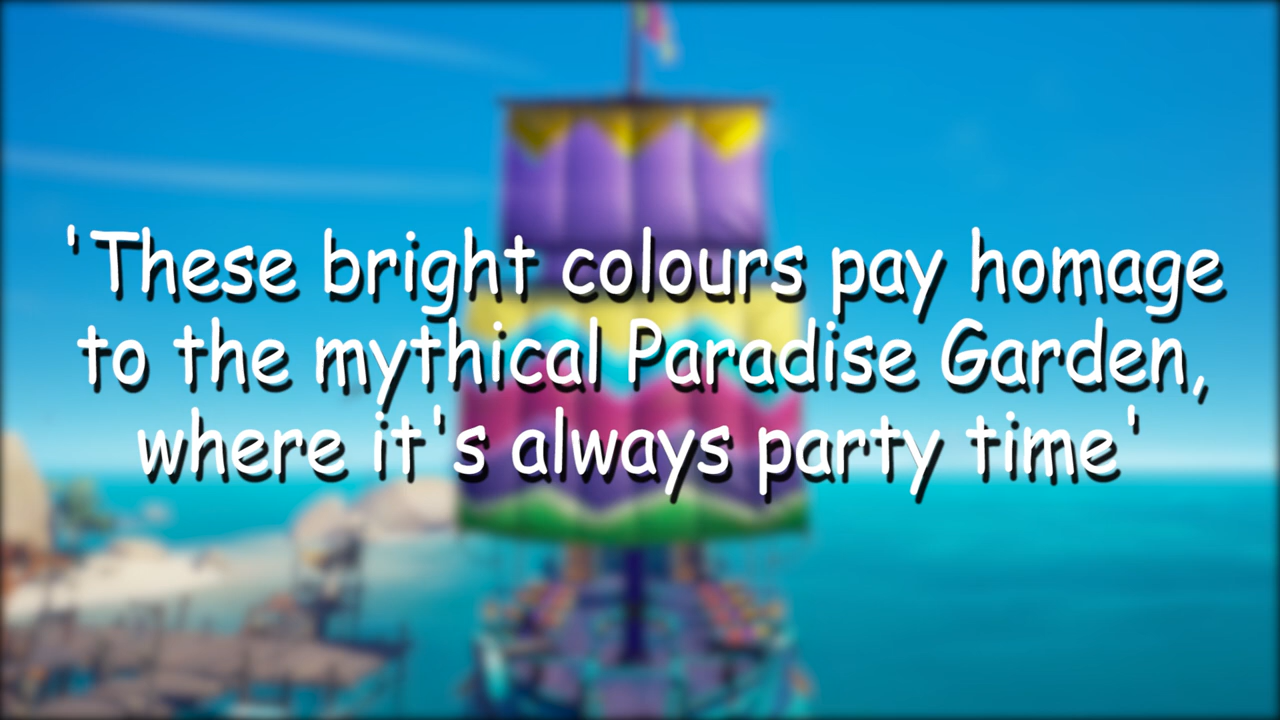 'These bright colours pay homage
to the mythical Paradise Garden,
where it's always party time'